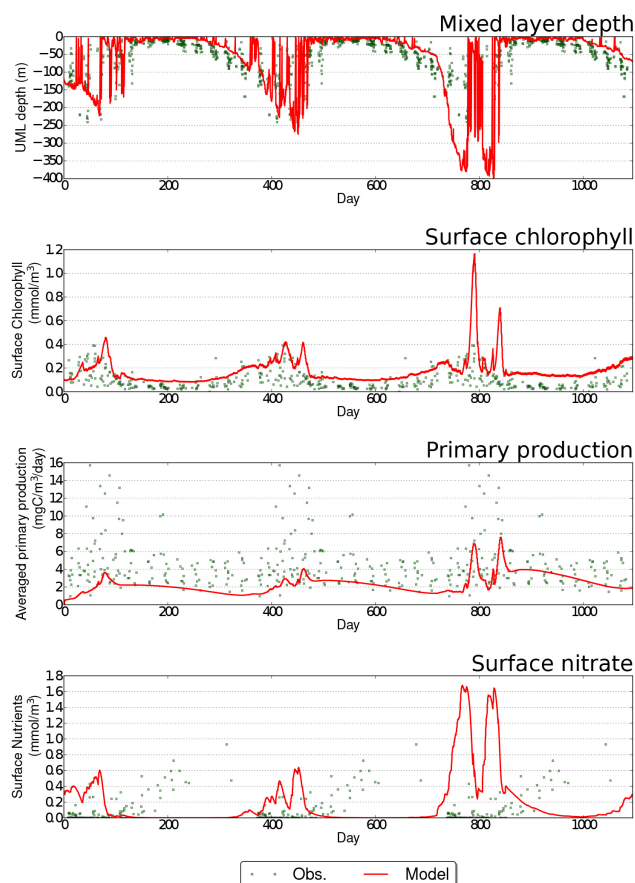 Mixed layer depth
UML depth (m)
0
−50
−100
−150
−200
−250
−300
−350
−400
0 200 400 600 800 1000
Day
Surface chlorophyll
Surface Chlorophyll
(mmol/m³)
1.2
1.0
0.8
0.6
0.4
0.2
0.0
0 200 400 600 800 1000
Day
Primary production
Averaged primary production
(mgC/m³/day)
16
14
12
10
8
6
4
2
0
0 200 400 600 800 1000
Day
Surface nitrate
Surface Nutrients
(mmol/m³)
1.8
1.6
1.4
1.2
1.0
0.8
0.6
0.4
0.2
0.0
0 200 400 600 800 1000
Day
Obs. Model